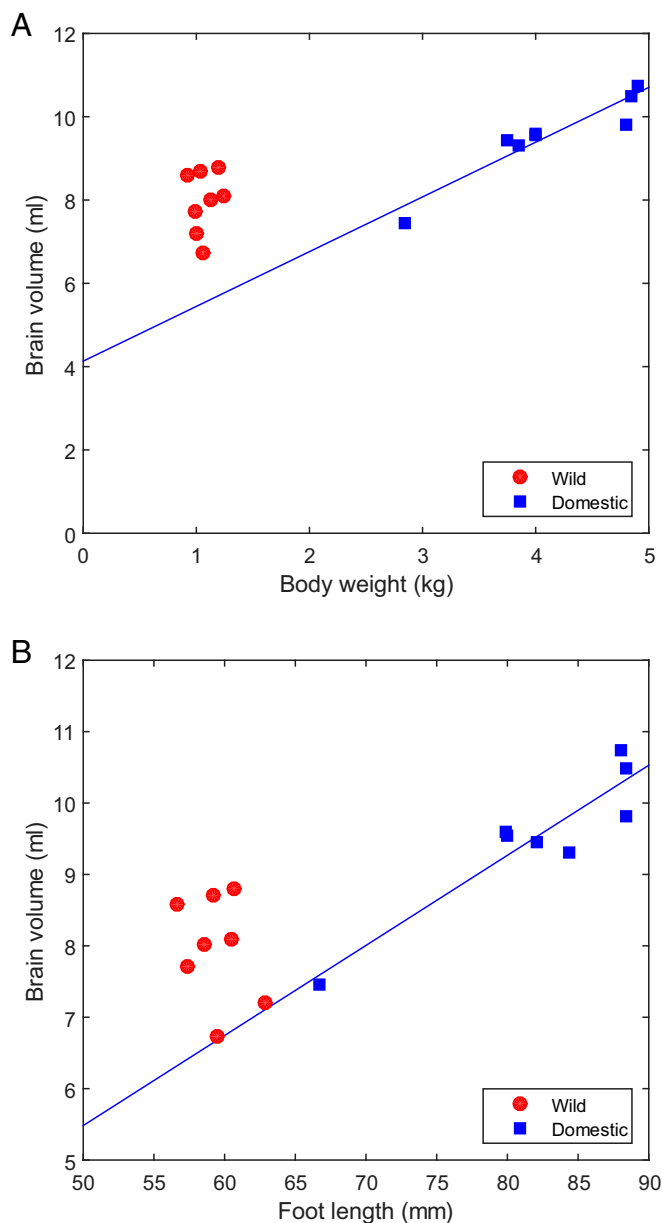 A
12
10
8
6
4
2
0
Brain volume (ml)
0 1 2 3 4 5
Body weight (kg)
Wild
Domestic
B
12
11
10
9
8
7
6
5
Brain volume (ml)
50 55 60 65 70 75 80 85 90
Foot length (mm)
Wild
Domestic